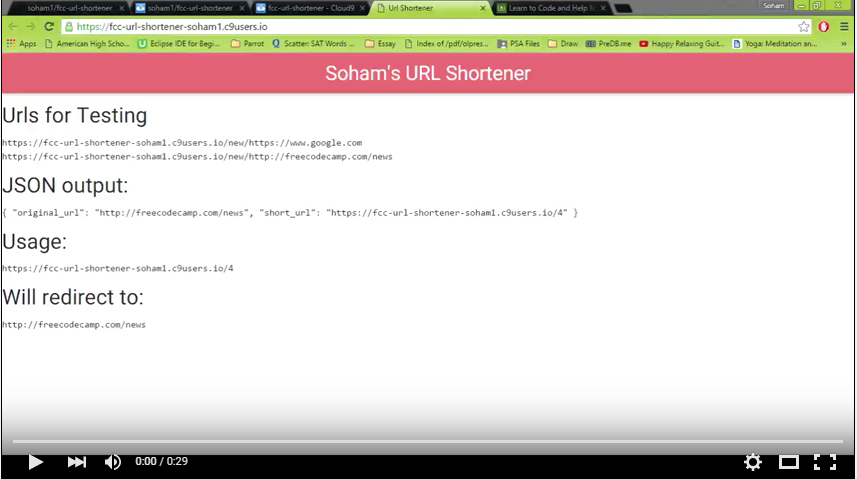 soham1/fcc-url-shortener
soham1/fcc-url-shortener
fcc-url-shortener - Cloud9
Url Shortener
Learn to Code and Help
Soham
https://fcc-url-shortener-soham1.c9users.io
Apps
American High Scho...
Eclipse IDE for Begi...
Parrot
Scatter: SAT Words ...
Essay
Index of /pdf/olpres...
PSA Files
Draw
PreDB.me
Happy Relaxing Guit...
Yoga: Meditation an...
Soham's URL Shortener
Urls for Testing
https://fcc-url-shortener-soham1.c9users.io/new/https://www.google.com
https://fcc-url-shortener-soham1.c9users.io/new/http://freecodecamp.com/news
JSON output:
{ "original_url": "http://freecodecamp.com/news", "short_url": "https://fcc-url-shortener-soham1.c9users.io/4" }
Usage:
https://fcc-url-shortener-soham1.c9users.io/4
Will redirect to:
http://freecodecamp.com/news
0:00 / 0:29